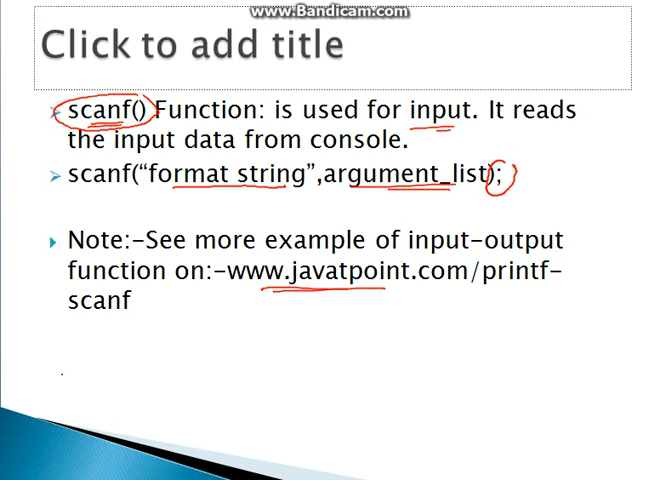 www.Bandicam.com
Click to add title
scanf() Function: is used for input. It reads
the input data from console.
scanf(“format string”,argument_list);
Note:-See more example of input-output
function on:-www.javatpoint.com/printf-
scanf